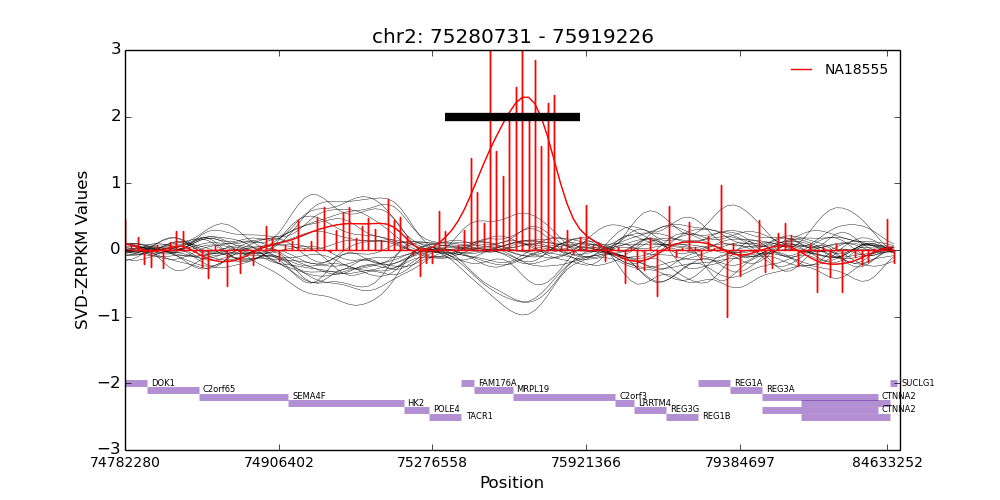 chr2: 75280731 - 75919226
NA18555
3
2
1
0
−1
−2
−3
SVD-ZRPKM Values
DOK1
FAM176A
REG1A
SUCLG1
C2orf65
MRPL19
REG3A
SEMA4F
C2orf3
CTNNA2
HK2
LRRTM4
POLE4
REG3G
CTNNA2
TACR1
REG1B
74782280
74906402
75276558
75921366
79384697
84633252
Position